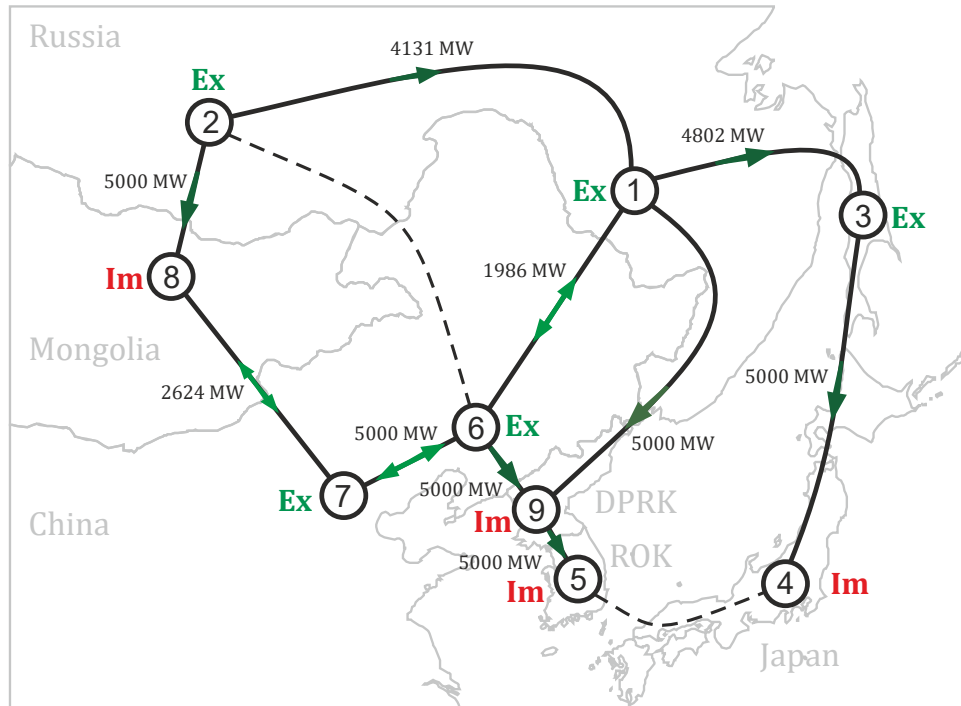 Russia
4131 MW
Ex
2
4802 MW
5000 MW
Ex
1
3
Ex
Im
8
1986 MW
Mongolia
2624 MW
5000 MW
6
Ex
5000 MW
5000 MW
5000 MW
Ex
7
9
DPRK
China
Im
ROK
5000 MW
5
Im
4
Im
Japan